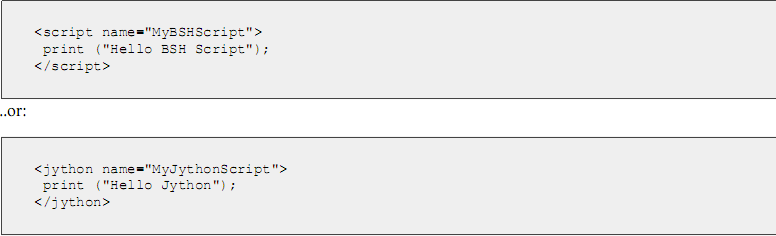 <script name="MyBSHScript">
 print ("Hello BSH Script");
</script>
..or:
<jython name="MyJythonScript">
 print ("Hello Jython");
</jython>